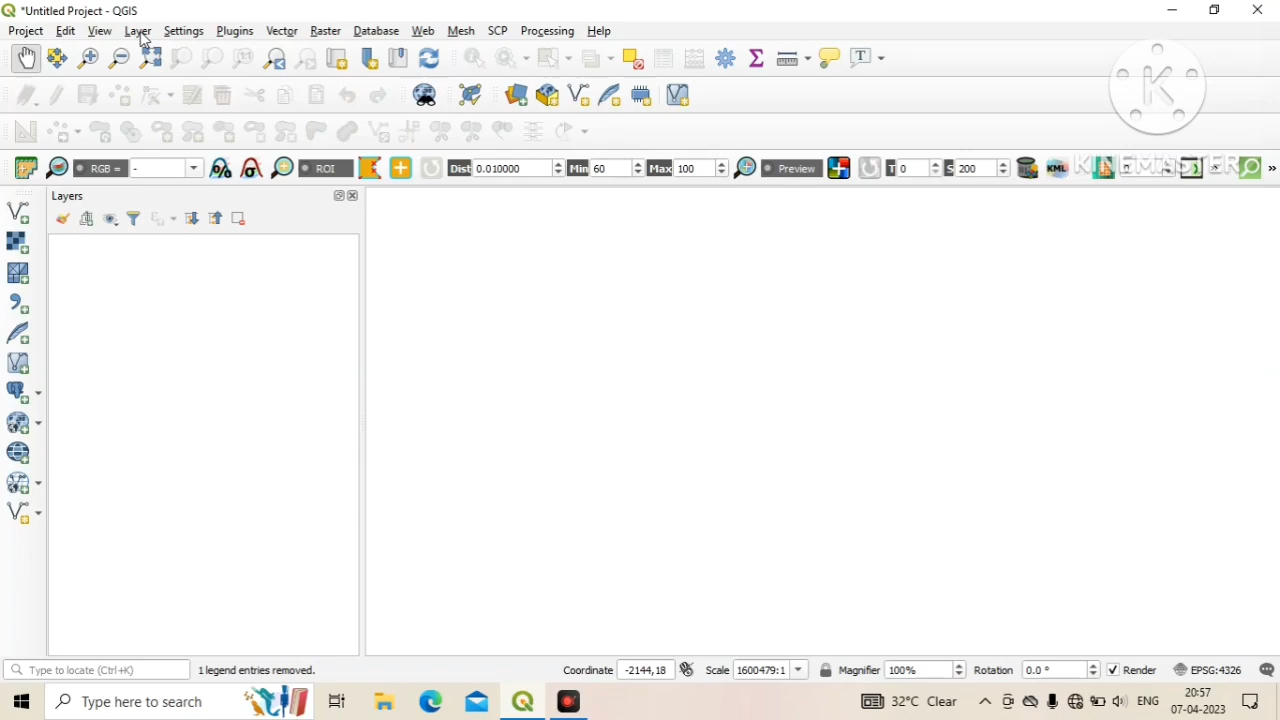 *Untitled Project - QGIS
Project Edit View Layer Settings Plugins Vector Raster Database Web Mesh SCP Processing Help
K
RGB = - ROI Dist 0.010000 Min 60 Max 100 Preview T 0 S 200 KML KINEMASTER »
Layers
Type to locate (Ctrl+K) 1 legend entries removed. Coordinate -2144,18 Scale 1600479:1 Magnifier 100% Rotation 0.0 ° Render EPSG:4326
Type here to search 32°C Clear ENG 20:57
07-04-2023